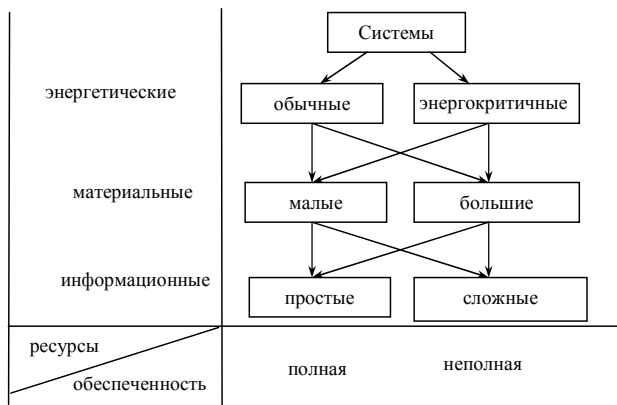 Системы
энергетические
обычные
энергокритичные
материальные
малые
большие
информационные
простые
сложные
ресурсы
обеспеченность
полная
неполная